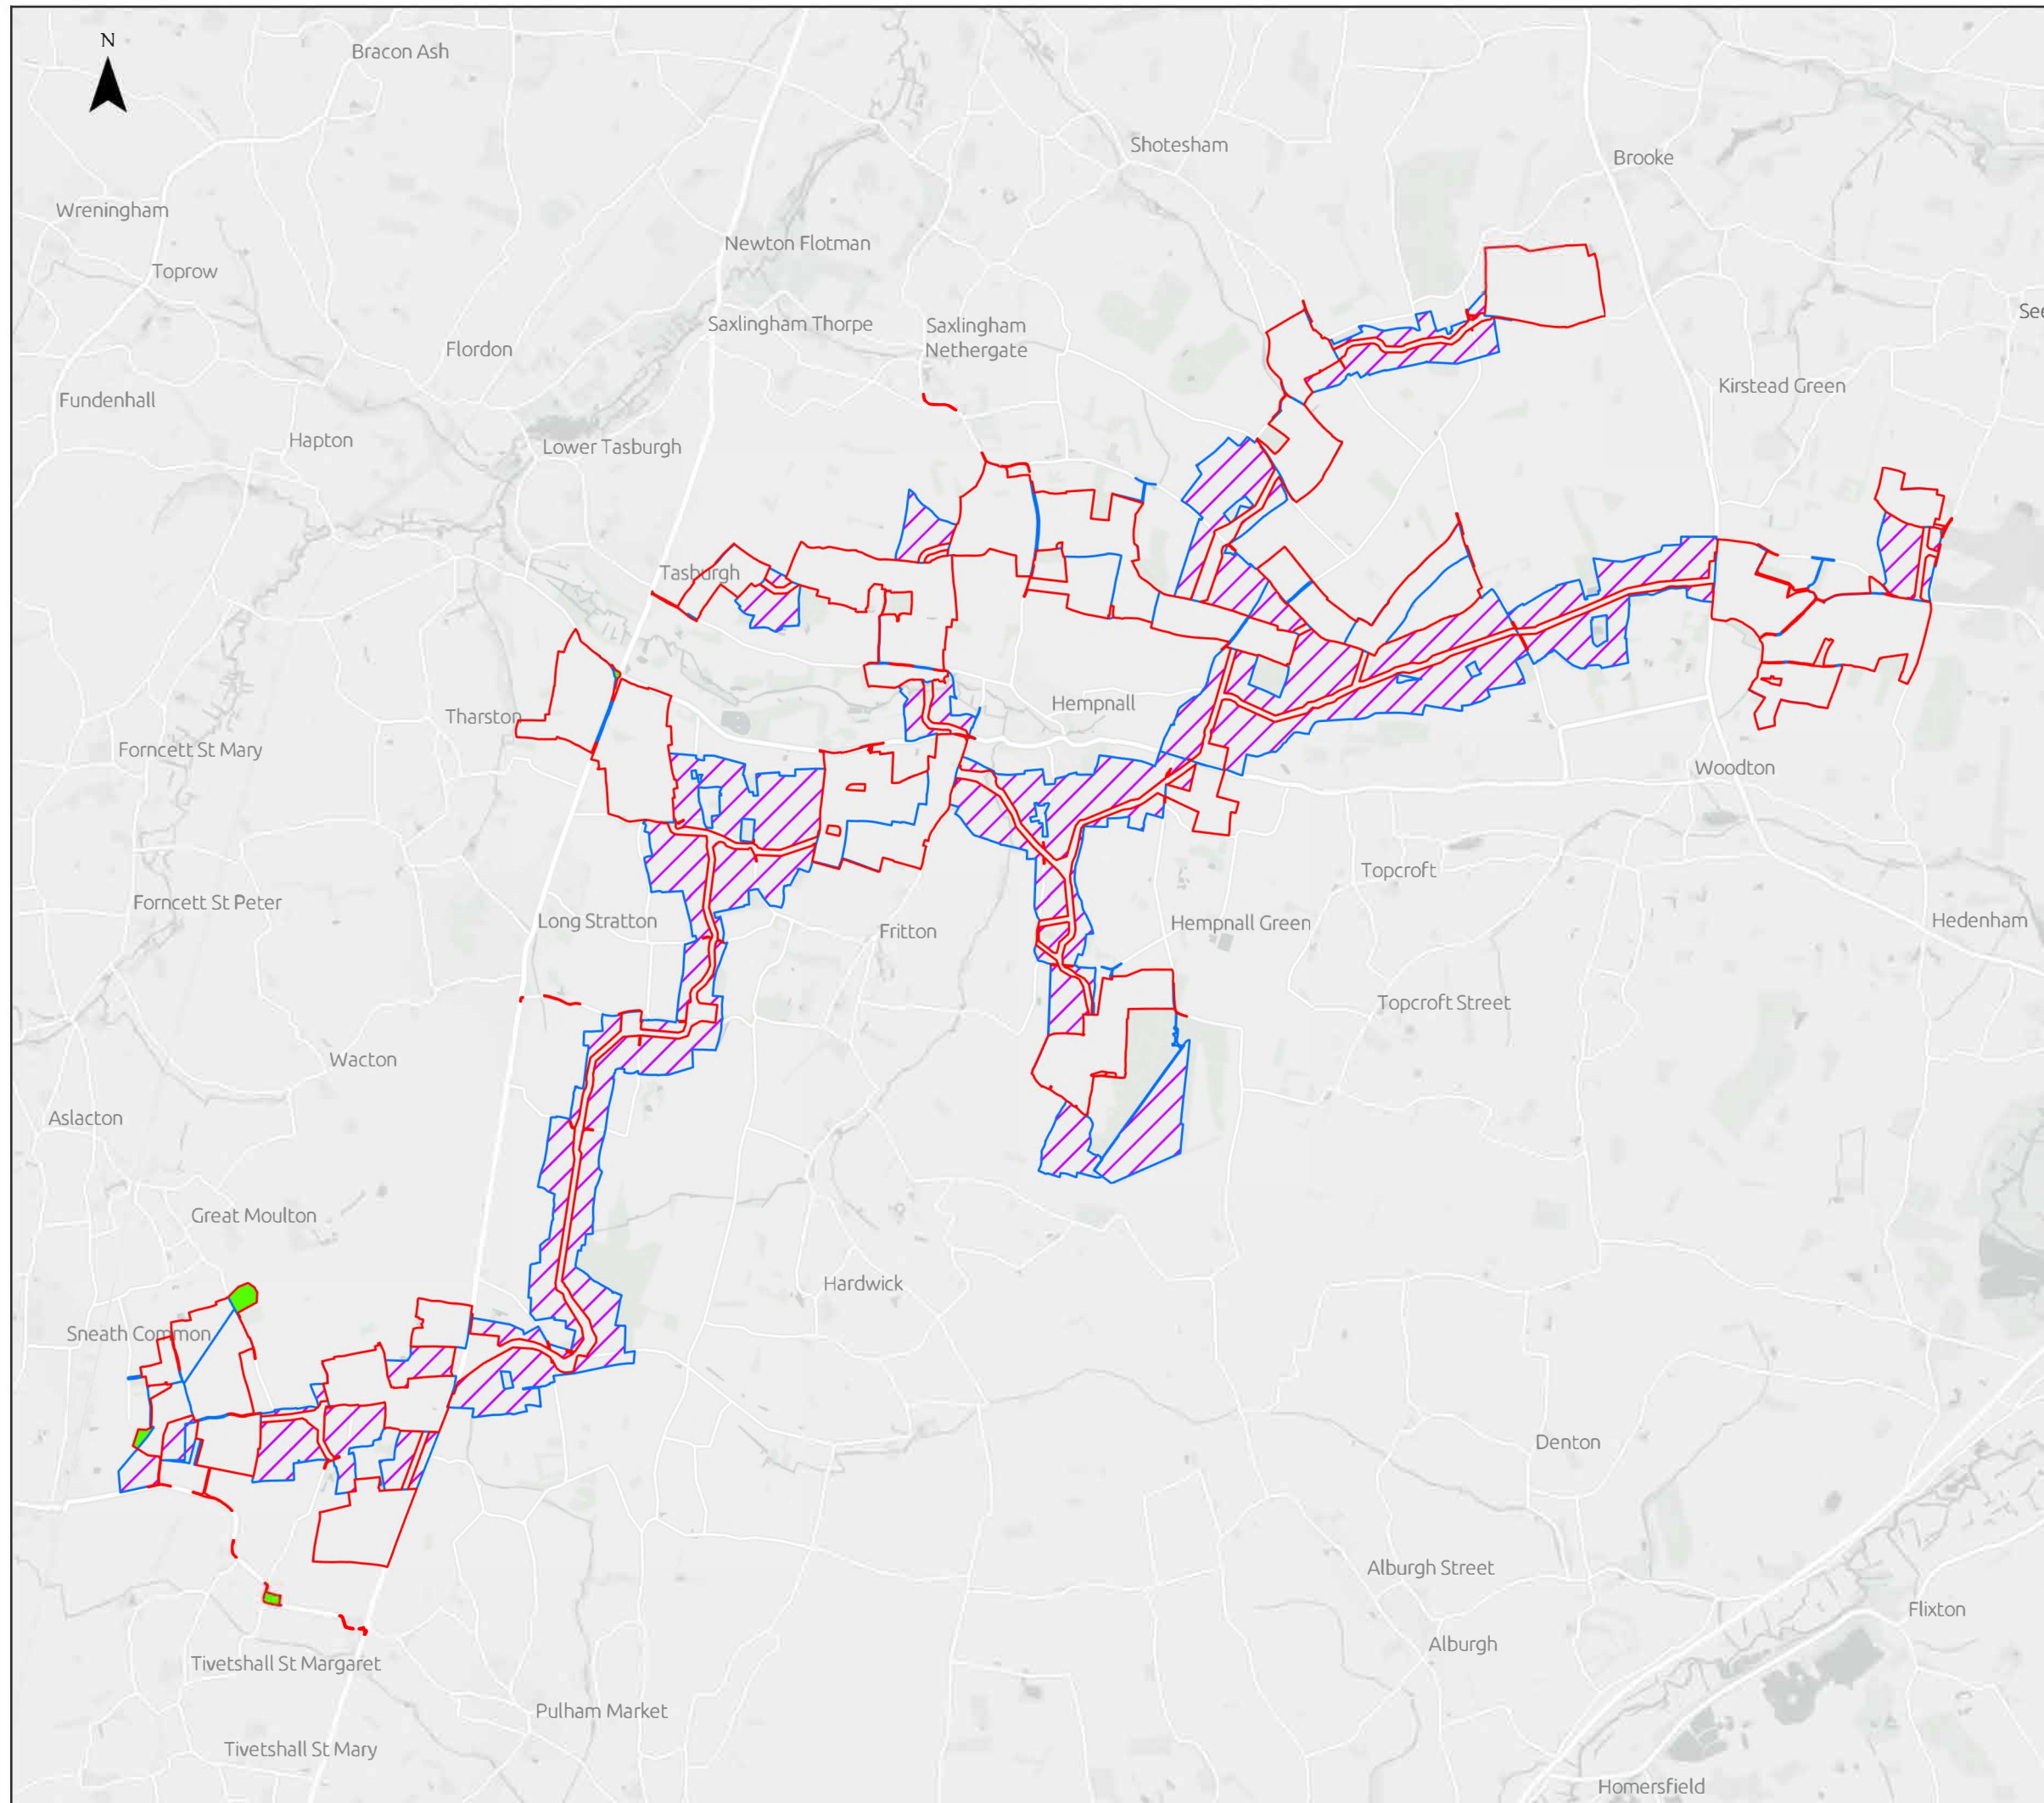 N
Bracon Ash
Shotesham
Brooke
Wreningham
Newton Flotman
Toprow
See
Saxlingham Thorpe
Saxlingham
Nethergate
Flordon
Kirstead Green
Fundenhall
Hapton
Lower Tasburgh
Tasburgh
Hempnall
Tharston
Forncett St Mary
Woodton
Topcroft
Forncett St Peter
Long Stratton
Fritton
Hempnall Green
Hedenham
Topcroft Street
Wacton
Aslacton
Great Moulton
Hardwick
Sneath Common
Denton
Alburgh Street
Flixton
Alburgh
Tivetshall St Margaret
Pulham Market
Tivetshall St Mary
Homersfield